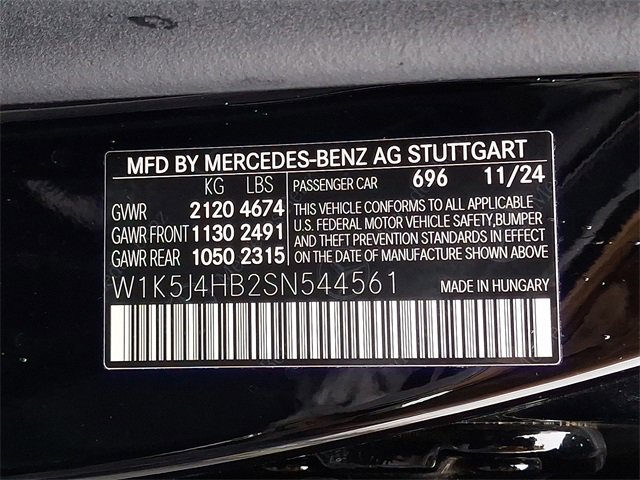 MFD BY MERCEDES-BENZ AG STUTTGART
KG LBS PASSENGER CAR 696 11/24
GVWR 2120 4674
GAWR FRONT 1130 2491
GAWR REAR 1050 2315
THIS VEHICLE CONFORMS TO ALL APPLICABLE
U.S. FEDERAL MOTOR VEHICLE SAFETY, BUMPER
AND THEFT PREVENTION STANDARDS IN EFFECT
ON THE DATE OF MANUFACTURE SHOWN ABOVE
W1K5J4HB2SN544561 MADE IN HUNGARY